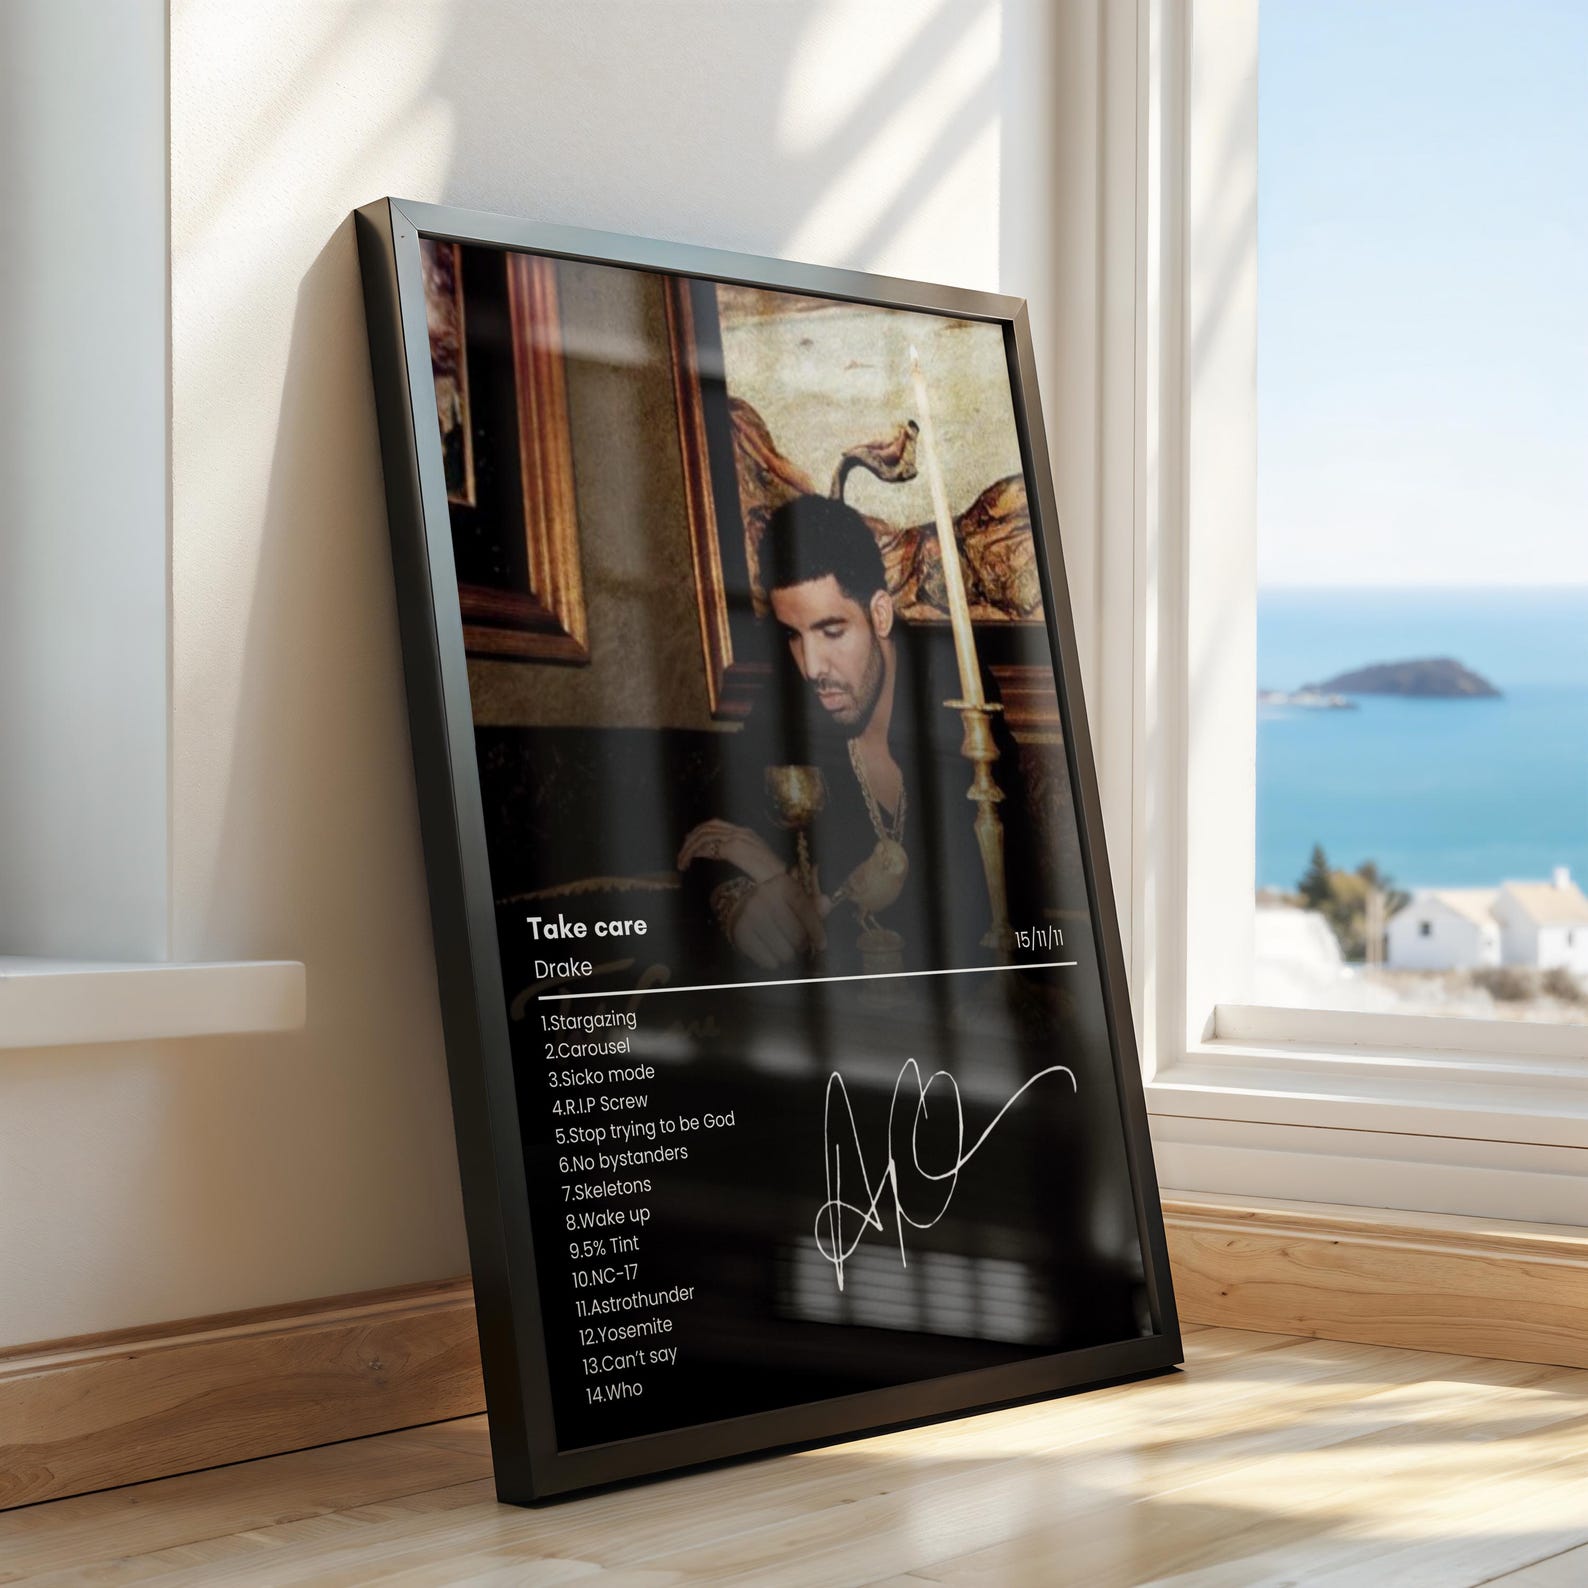 Take care
Drake
15/11/11
1.Stargazing
2.Carousel
3.Sicko mode
4.R.I.P Screw
5.Stop trying to be God
6.No bystanders
7.Skeletons
8.Wake up
9.5% Tint
10.NC-17
11.Astrothunder
12.Yosemite
13.Can't say
14.Who